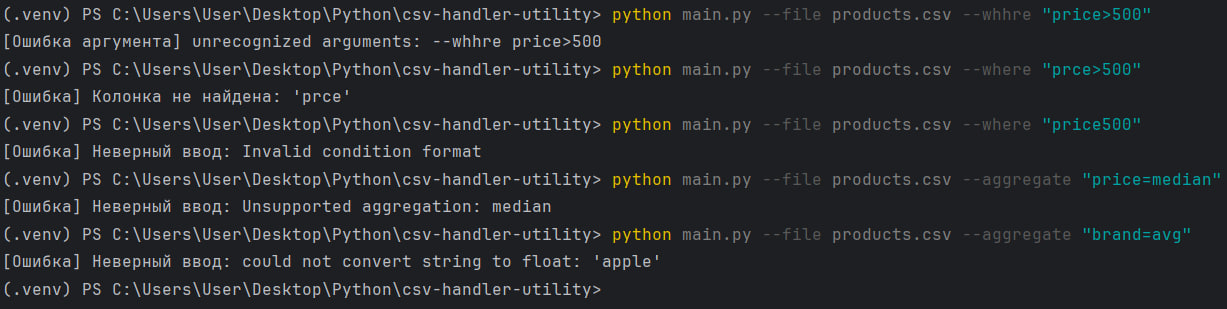 (.venv) PS C:\Users\User\Desktop\Python\csv-handler-utility> python main.py --file products.csv --whhre "price>500"
[Ошибка аргумента] unrecognized arguments: --whhre price>500
(.venv) PS C:\Users\User\Desktop\Python\csv-handler-utility> python main.py --file products.csv --where "prce>500"
[Ошибка] Колонка не найдена: 'prce'
(.venv) PS C:\Users\User\Desktop\Python\csv-handler-utility> python main.py --file products.csv --where "price500"
[Ошибка] Неверный ввод: Invalid condition format
(.venv) PS C:\Users\User\Desktop\Python\csv-handler-utility> python main.py --file products.csv --aggregate "price=median"
[Ошибка] Неверный ввод: Unsupported aggregation: median
(.venv) PS C:\Users\User\Desktop\Python\csv-handler-utility> python main.py --file products.csv --aggregate "brand=avg"
[Ошибка] Неверный ввод: could not convert string to float: 'apple'
(.venv) PS C:\Users\User\Desktop\Python\csv-handler-utility>